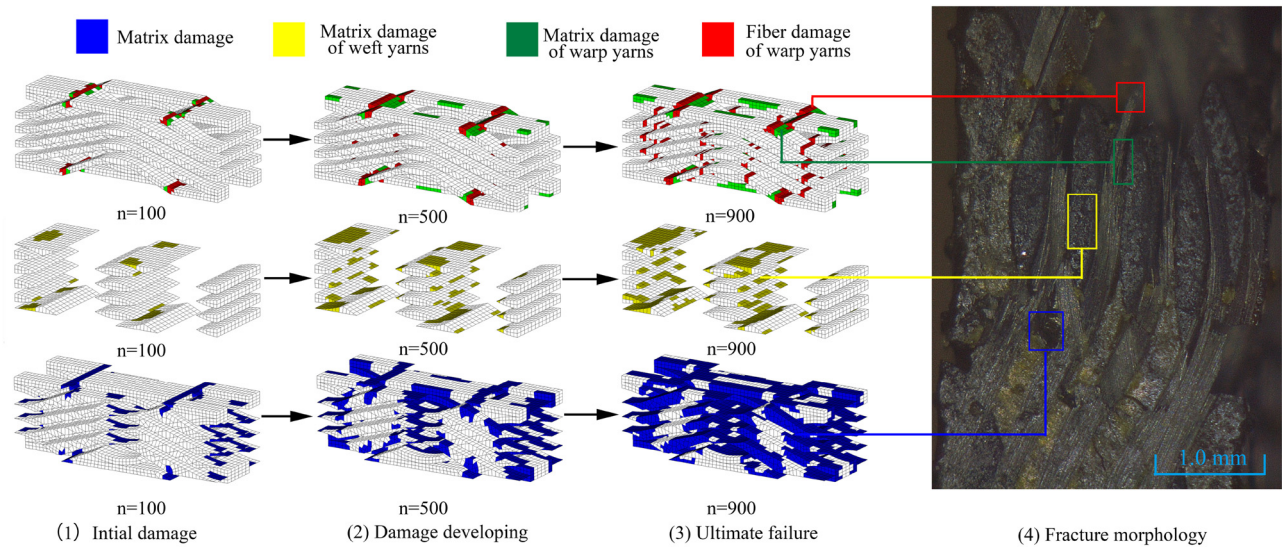 Matrix damage
Matrix damage
of weft yarns
Matrix damage
of warp yarns
Fiber damage
of warp yarns
n=100
n=500
n=900
n=100
n=500
n=900
n=100
n=500
n=900
1.0 mm
(1) Intial damage
(2) Damage developing
(3) Ultimate failure
(4) Fracture morphology